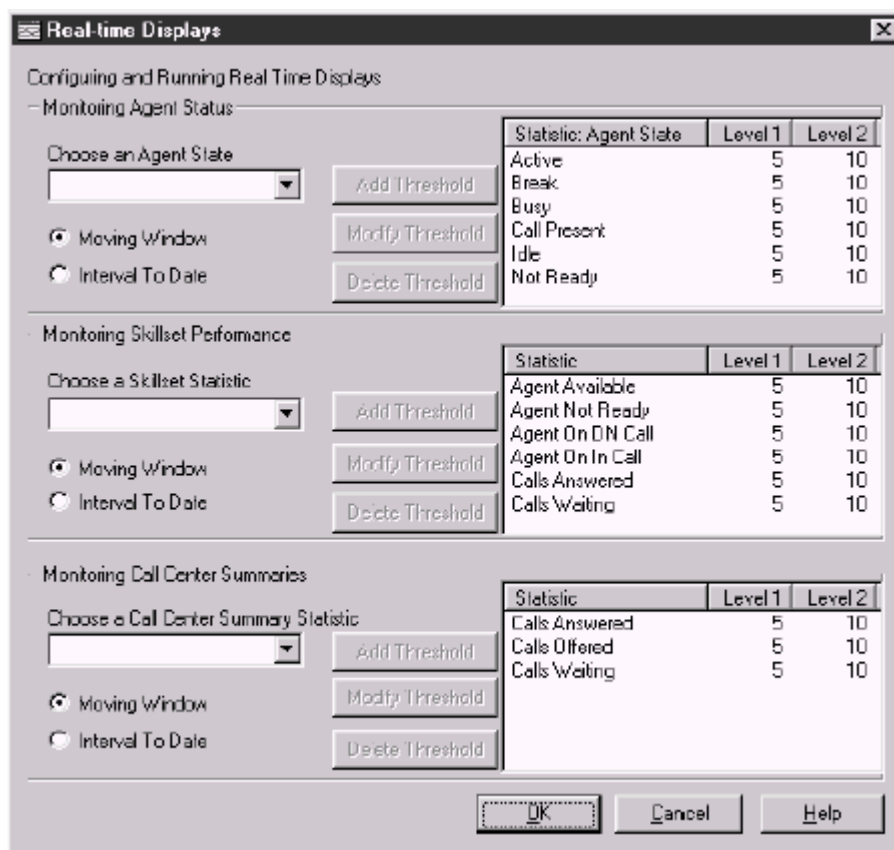 Real-time Displays
Configuring and Running Real Time Displays
Monitoring Agent Status
Choose an Agent State
Moving Window
Interval To Date
Add Threshold
Modify Threshold
Delete Threshold
Statistic: Agent State Level 1 Level 2
Active 5 10
Break 5 10
Busy 5 10
Call Present 5 10
Idle 5 10
Not Ready 5 10
Monitoring Skillset Performance
Choose a Skillset Statistic
Moving Window
Interval To Date
Add Threshold
Modify Threshold
Delete Threshold
Statistic Level 1 Level 2
Agent Available 5 10
Agent Not Ready 5 10
Agent On DN Call 5 10
Agent On In Call 5 10
Calls Answered 5 10
Calls Waiting 5 10
Monitoring Call Center Summaries
Choose a Call Center Summary Statistic
Moving Window
Interval To Date
Add Threshold
Modify Threshold
Delete Threshold
Statistic Level 1 Level 2
Calls Answered 5 10
Calls Offered 5 10
Calls Waiting 5 10
OK Cancel Help